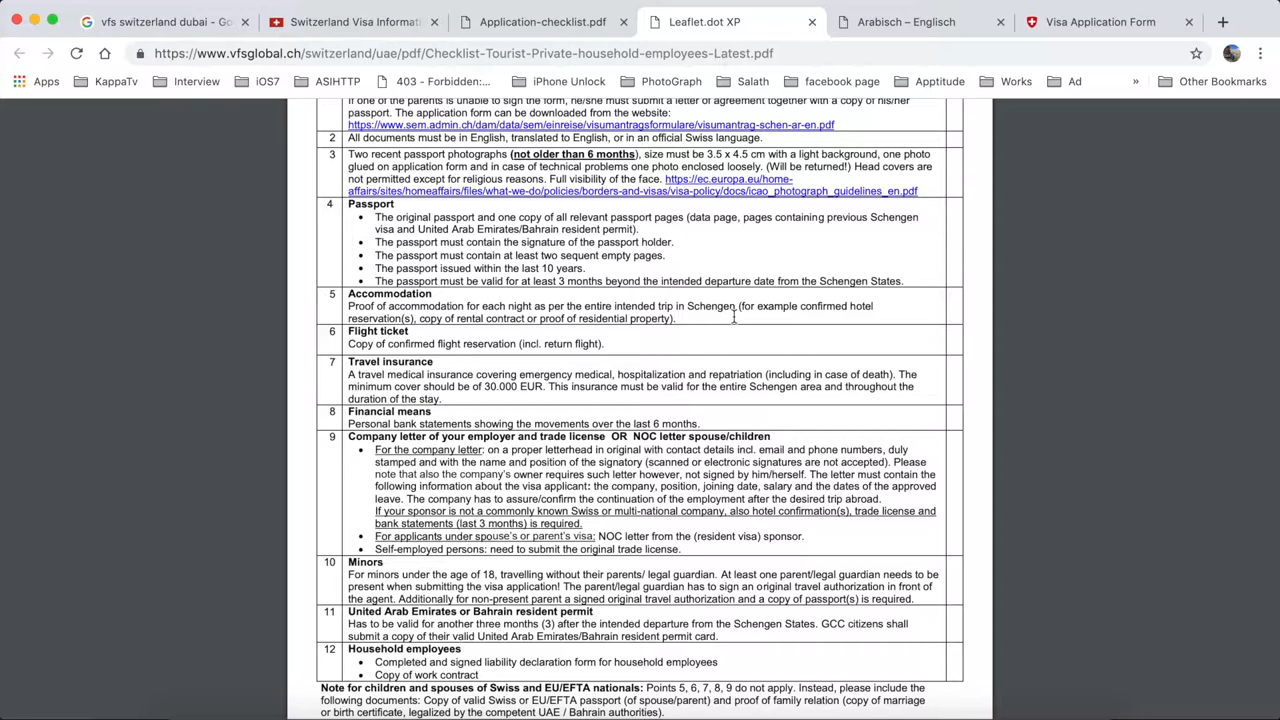 vfs switzerland dubai - Go
Switzerland Visa Informati
Application-checklist.pdf
Leaflet.dot XP
Arabisch – Englisch
Visa Application Form
https://www.vfsglobal.ch/switzerland/uae/pdf/Checklist-Tourist-Private-household-employees-Latest.pdf
Apps KappaTv Interview iOS7 ASIHTTP 403 - Forbidden:... iPhone Unlock PhotoGraph Salath facebook page Aptitude Works Ad » Other Bookmarks
If one of the parents is unable to sign the form, he/she must submit a letter of agreement together with a copy of his/her
passport. The application form can be downloaded from the website:
https://www.sem.admin.ch/dam/data/sem/einreise/visumantragsformulare/visumantrag-schen-ar-en.pdf
2 All documents must be in English, translated to English, or in an official Swiss language.
3 Two recent passport photographs (not older than 6 months), size must be 3.5 x 4.5 cm with a light background, one photo
glued on application form and in case of technical problems one photo enclosed loosely. (Will be returned!) Head covers are
not permitted except for religious reasons. Full visibility of the face. https://ec.europa.eu/home-
affairs/sites/homeaffairs/files/what-we-do/policies/borders-and-visas/visa-policy/docs/icao_photograph_guidelines_en.pdf
4 Passport
• The original passport and one copy of all relevant passport pages (data page, pages containing previous Schengen
visa and United Arab Emirates/Bahrain resident permit).
• The passport must contain the signature of the passport holder.
• The passport must contain at least two sequent empty pages.
• The passport issued within the last 10 years.
• The passport must be valid for at least 3 months beyond the intended departure date from the Schengen States.
5 Accommodation
Proof of accommodation for each night as per the entire intended trip in Schengen (for example confirmed hotel
reservation(s), copy of rental contract or proof of residential property).
6 Flight ticket
Copy of confirmed flight reservation (incl. return flight).
7 Travel insurance
A travel medical insurance covering emergency medical, hospitalization and repatriation (including in case of death). The
minimum cover should be of 30.000 EUR. This insurance must be valid for the entire Schengen area and throughout the
duration of the stay.
8 Financial means
Personal bank statements showing the movements over the last 6 months.
9 Company letter of your employer and trade license OR NOC letter spouse/children
• For the company letter: on a proper letterhead in original with contact details incl. email and phone numbers, duly
stamped and with the name and position of the signatory (scanned or electronic signatures are not accepted). Please
note that also the company's owner requires such letter however, not signed by him/herself. The letter must contain the
following information about the visa applicant: the company, position, joining date, salary and the dates of the approved
leave. The company has to assure/confirm the continuation of the employment after the desired trip abroad.
If your sponsor is not a commonly known Swiss or multi-national company, also hotel confirmation(s), trade license and
bank statements (last 3 months) is required.
• For applicants under spouse's or parent's visa: NOC letter from the (resident visa) sponsor.
• Self-employed persons: need to submit the original trade license.
10 Minors
For minors under the age of 18, travelling without their parents/ legal guardian. At least one parent/legal guardian needs to be
present when submitting the visa application! The parent/legal guardian has to sign an original travel authorization in front of
the agent. Additionally for non-present parent a signed original travel authorization and a copy of passport(s) is required.
11 United Arab Emirates or Bahrain resident permit
Has to be valid for another three months (3) after the intended departure from the Schengen States. GCC citizens shall
submit a copy of their valid United Arab Emirates/Bahrain resident permit card.
12 Household employees
• Completed and signed liability declaration form for household employees
• Copy of work contract
Note for children and spouses of Swiss and EU/EFTA nationals: Points 5, 6, 7, 8, 9 do not apply. Instead, please include the
following documents: Copy of valid Swiss or EU/EFTA passport (of spouse/parent) and proof of family relation (copy of marriage
or birth certificate, legalized by the competent UAE / Bahrain authorities).